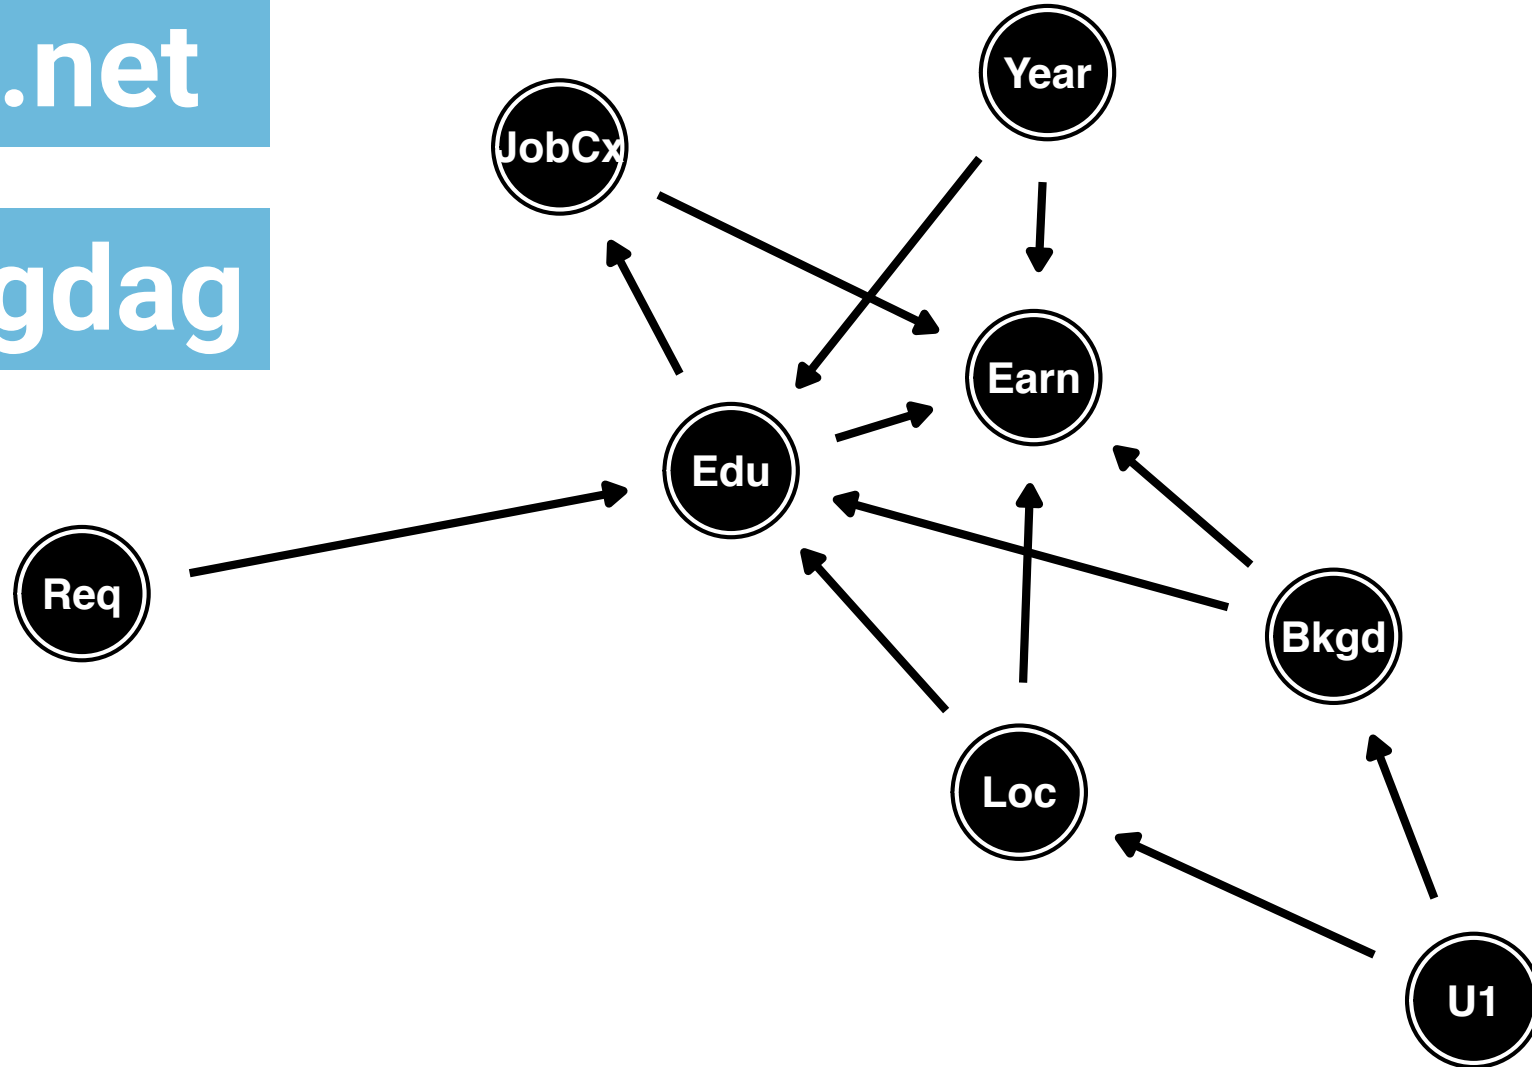 .net
gdag
Year
JobCx
Earn
Edu
Req
Bkgd
Loc
U1